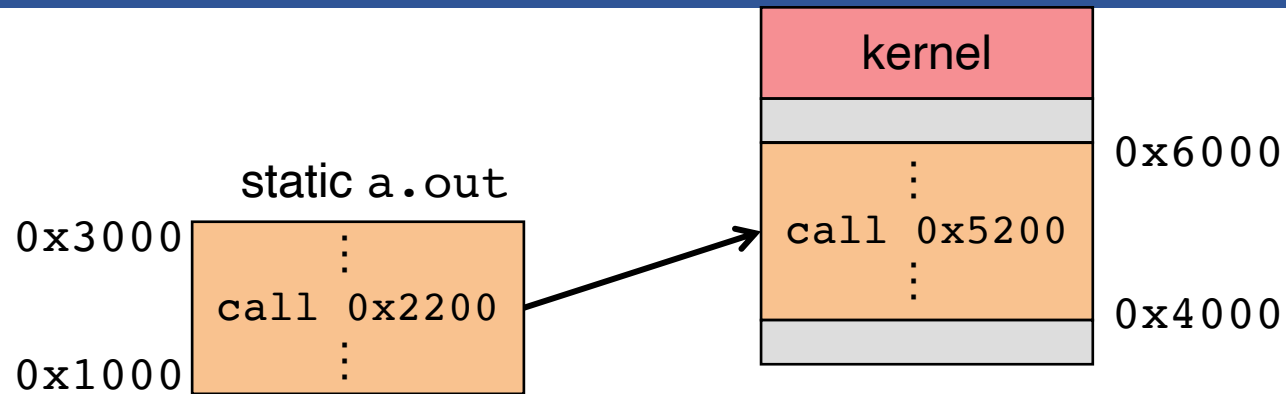 kernel
0x6000
static a.out
0x3000
⋮
call 0x2200
⋮
0x1000
⋮
call 0x5200
⋮
0x4000